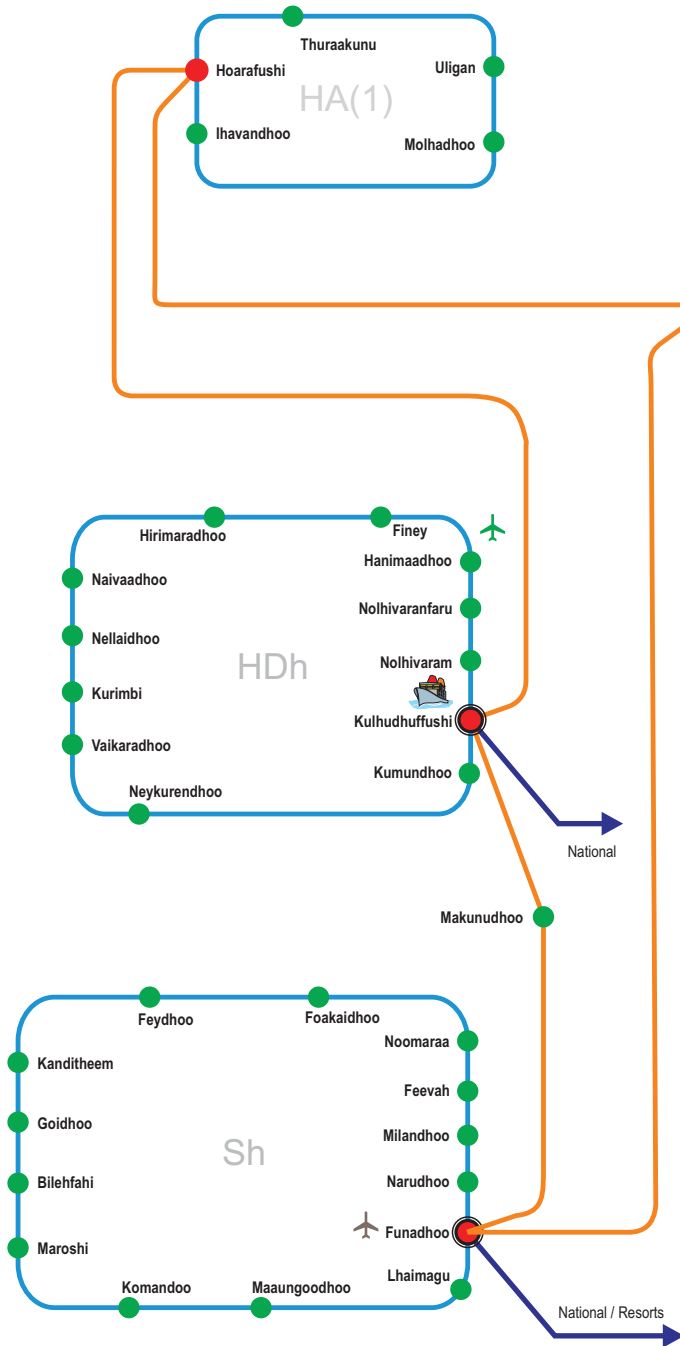 Thuraakunu
Hoarafushi
Uligan
HA(1)
Ihavandhoo
Molhadhoo
Hirimaradhoo
Finey
Hanimaadhoo
Naivaadhoo
Nolhivaranfaru
Nellaidhoo
Nolhivaram
HDh
Kurimbi
Kulhudhuffushi
Vaikaradhoo
Kumundhoo
Neykurendhoo
National
Makunudhoo
Feydhoo
Foakaidhoo
Noomaraa
Kanditheem
Feevah
Goidhoo
Milandhoo
Sh
Bilehfahi
Narudhoo
Funadhoo
Maroshi
Lhaimagu
Komandoo
Maaungoodhoo
National / Resorts